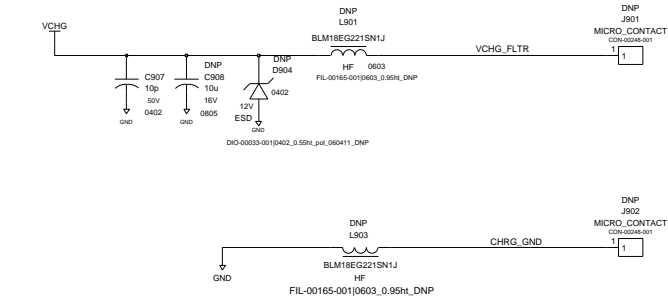 DNP
L901
BLM18EG221SN1J
HF 0603
FIL-00165-001|0603_0.95ht_DNP
DNP
J901
MICRO_CONTACT
CON-00248-001
VCHG
VCHG_FLTR
1
1
C907
10p
50V
0402
GND
DNP
C908
10u
16V
0805
GND
DNP
D904
0402
12V
ESD
GND
DIO-00033-001|0402_0.55ht_pol_060411_DNP
DNP
L903
BLM18EG221SN1J
HF
FIL-00165-001|0603_0.95ht_DNP
GND
CHRG_GND
DNP
J902
MICRO_CONTACT
CON-00248-001
1
1